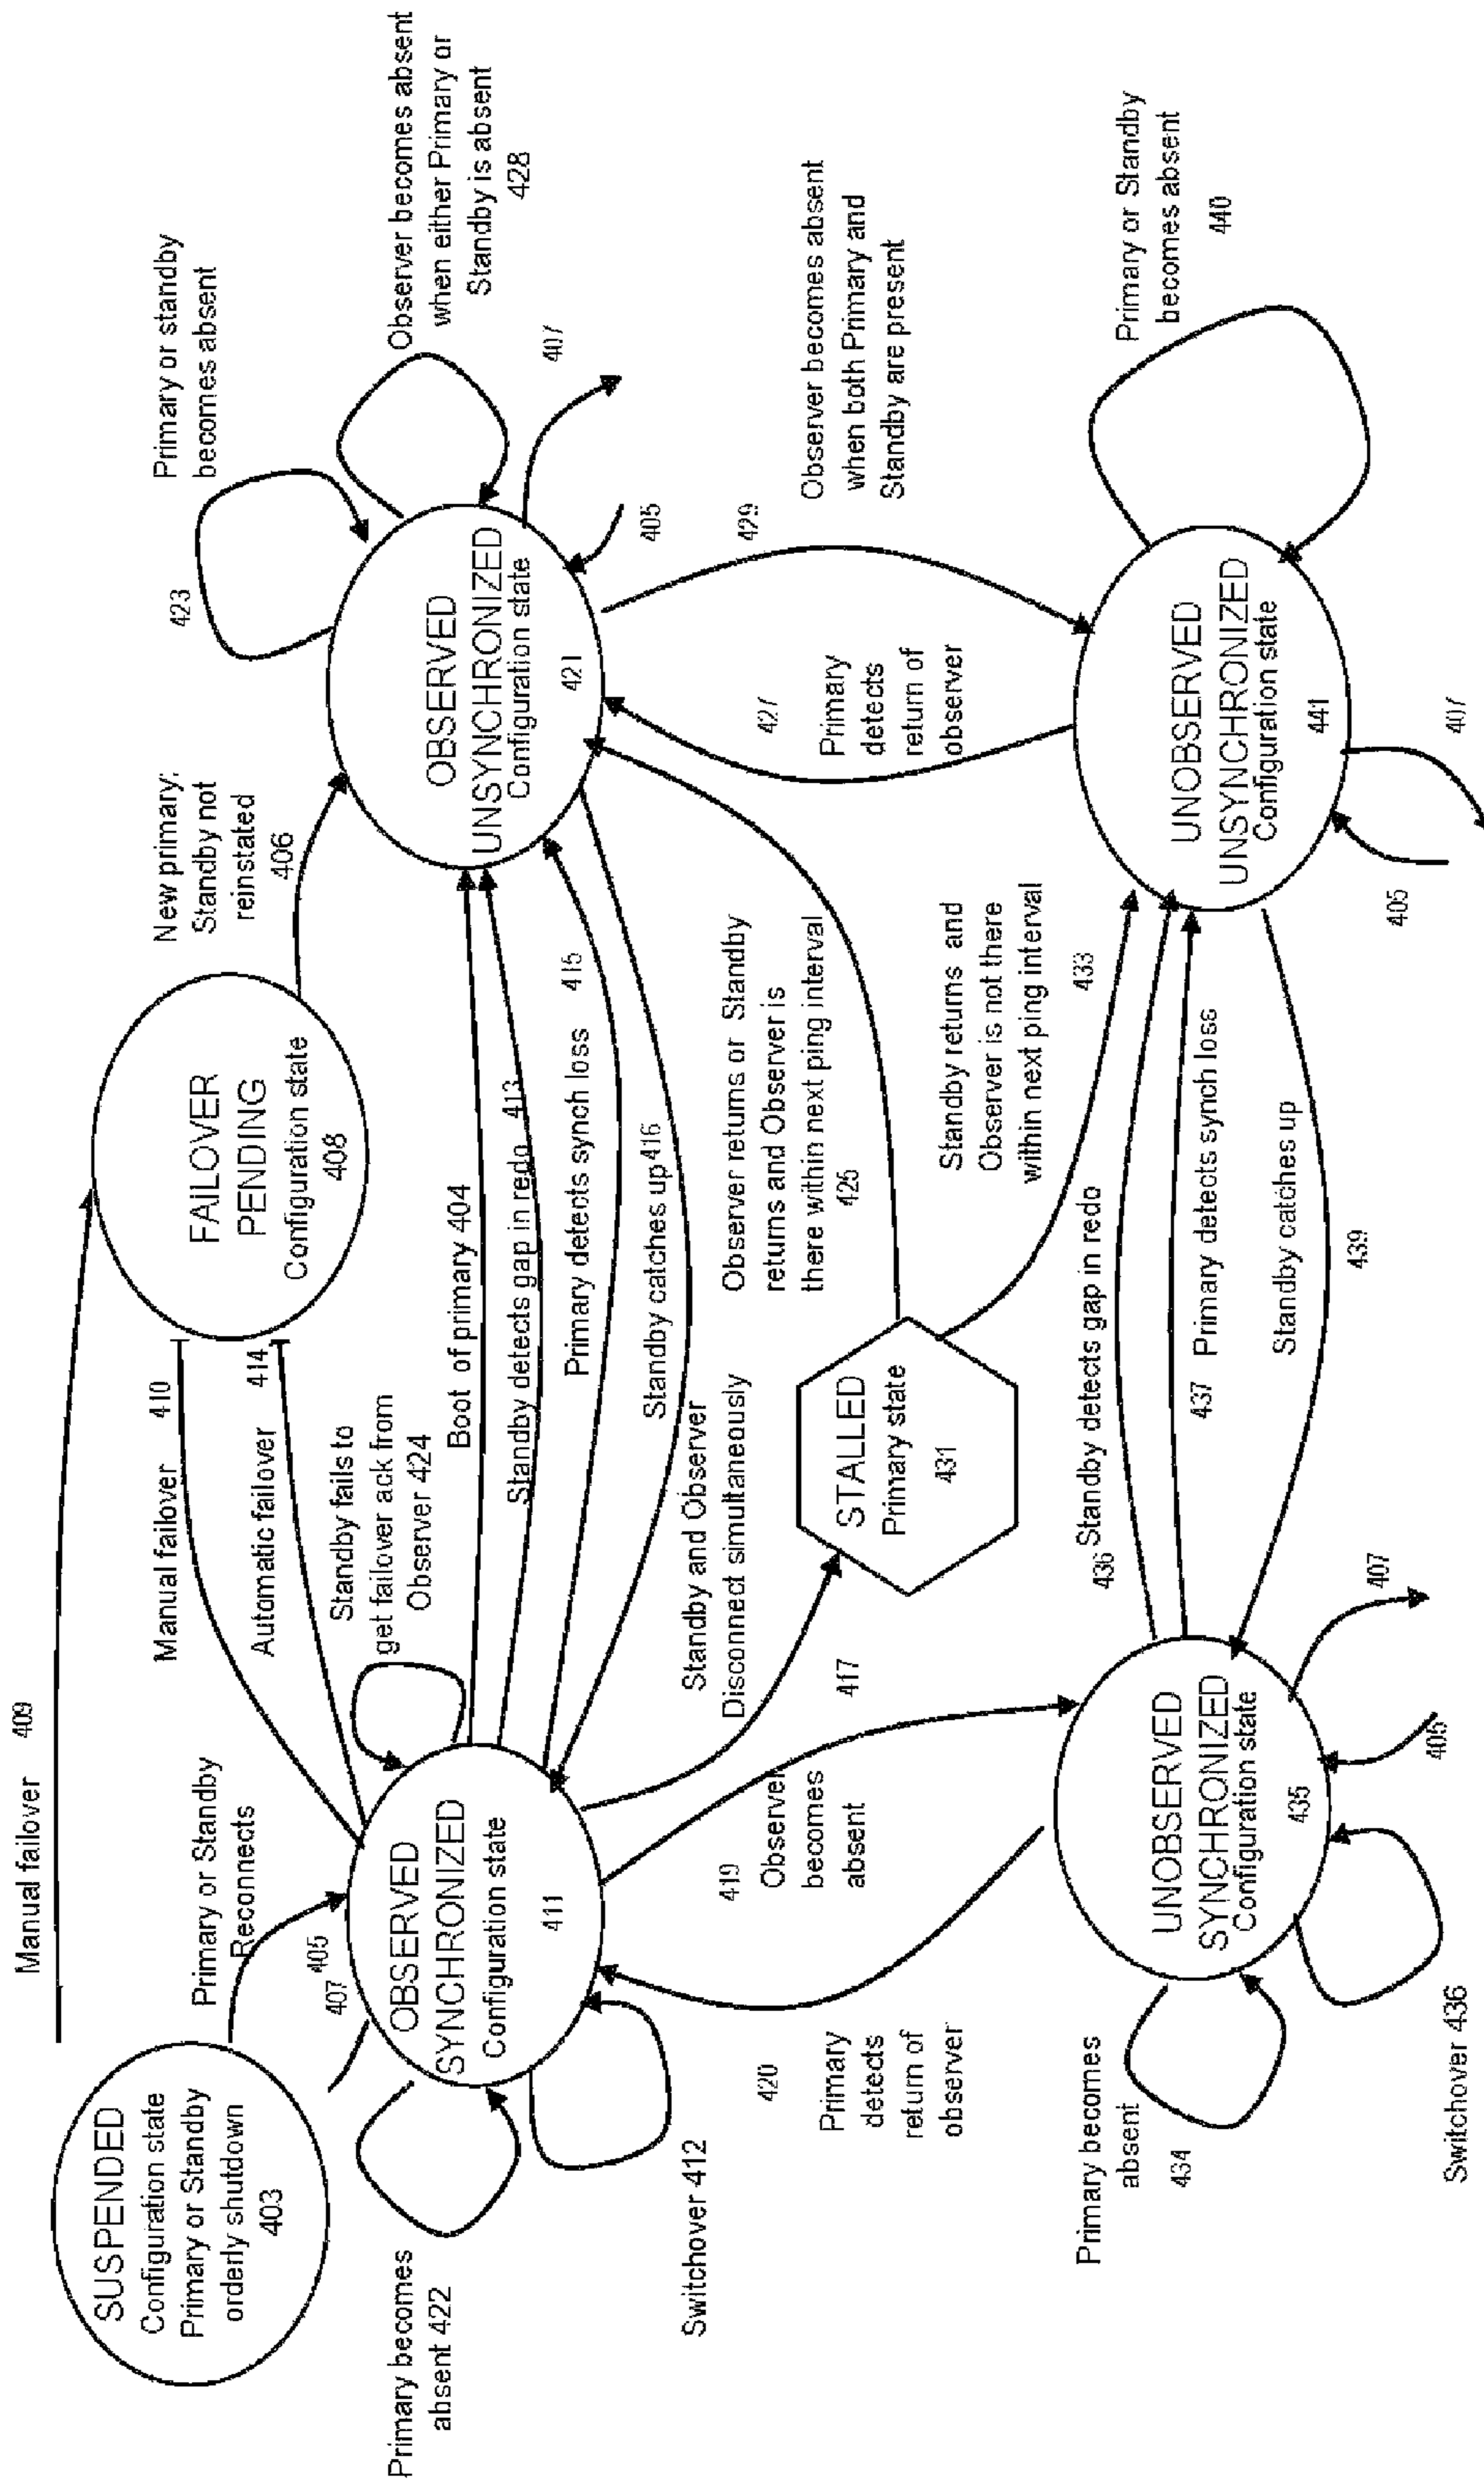 Manual failover 409
SUSPENDED
Configuration state
Primary or Standby
orderly shutdown
403
Primary or Standby
Reconnects
405
407
Manual failover 410
Automatic failover 414
FAILOVER
PENDING
Configuration state
408
New primary:
Standby not
reinstated
406
423
Primary or standby
becomes absent
Observer becomes absent
when either Primary or
Standby is absent
428
407
Primary becomes
absent 422
OBSERVED
SYNCHRONIZED
Configuration state
411
Switchover 412
Standby fails to
get failover ack from
Observer 424
Boot of primary 404
Standby detects gap in redo 413
Primary detects synch loss 415
Standby catches up 416
OBSERVED
UNSYNCHRONIZED
Configuration state
421
405
Standby and Observer
Disconnect simultaneously
417
STALLED
Primary state
431
Observer returns or Standby
returns and Observer is
there within next ping interval
425
Standby returns and
Observer is not there
within next ping interval
433
427
Primary
detects
return of
observer
429
Observer becomes absent
when both Primary and
Standby are present
419 Observer
becomes
absent
420
Primary
detects
return of
observer
Primary becomes
absent
434
UNOBSERVED
SYNCHRONIZED
Configuration state
435
Switchover 436
405
407
436 Standby detects gap in redo
437 Primary detects synch loss
Standby catches up
439
UNOBSERVED
UNSYNCHRONIZED
Configuration state
441
405
407
Primary or Standby
becomes absent
440